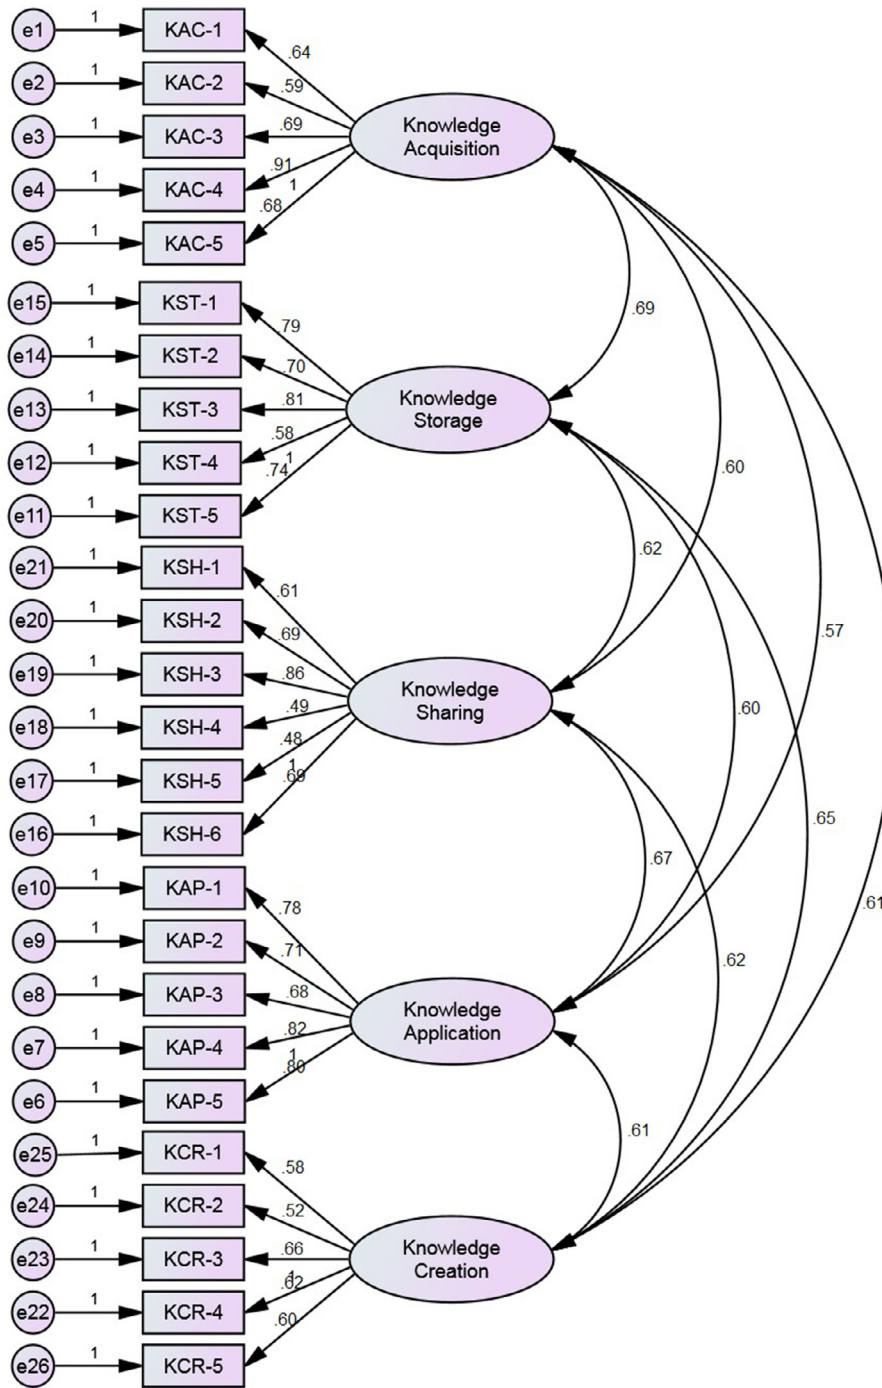 e1 1 KAC-1 .64
e2 1 KAC-2 .59
e3 1 KAC-3 .69
e4 1 KAC-4 .91
1
e5 1 KAC-5 .68
Knowledge
Acquisition
e15 1 KST-1 .79
e14 1 KST-2 .70
e13 1 KST-3 .81
e12 1 KST-4 .58
1
e11 1 KST-5 .74
Knowledge
Storage
e21 1 KSH-1 .61
e20 1 KSH-2 .69
e19 1 KSH-3 .86
e18 1 KSH-4 .49
e17 1 KSH-5 .48
1
e16 1 KSH-6 .69
Knowledge
Sharing
e10 1 KAP-1 .78
e9 1 KAP-2 .71
e8 1 KAP-3 .68
e7 1 KAP-4 .82
1
e6 1 KAP-5 .80
Knowledge
Application
e25 1 KCR-1 .58
e24 1 KCR-2 .52
e23 1 KCR-3 .66
1
e22 1 KCR-4 .62
e26 1 KCR-5 .60
Knowledge
Creation
.69
.60
.62
.57
.60
.65
.67
.61
.62
.61